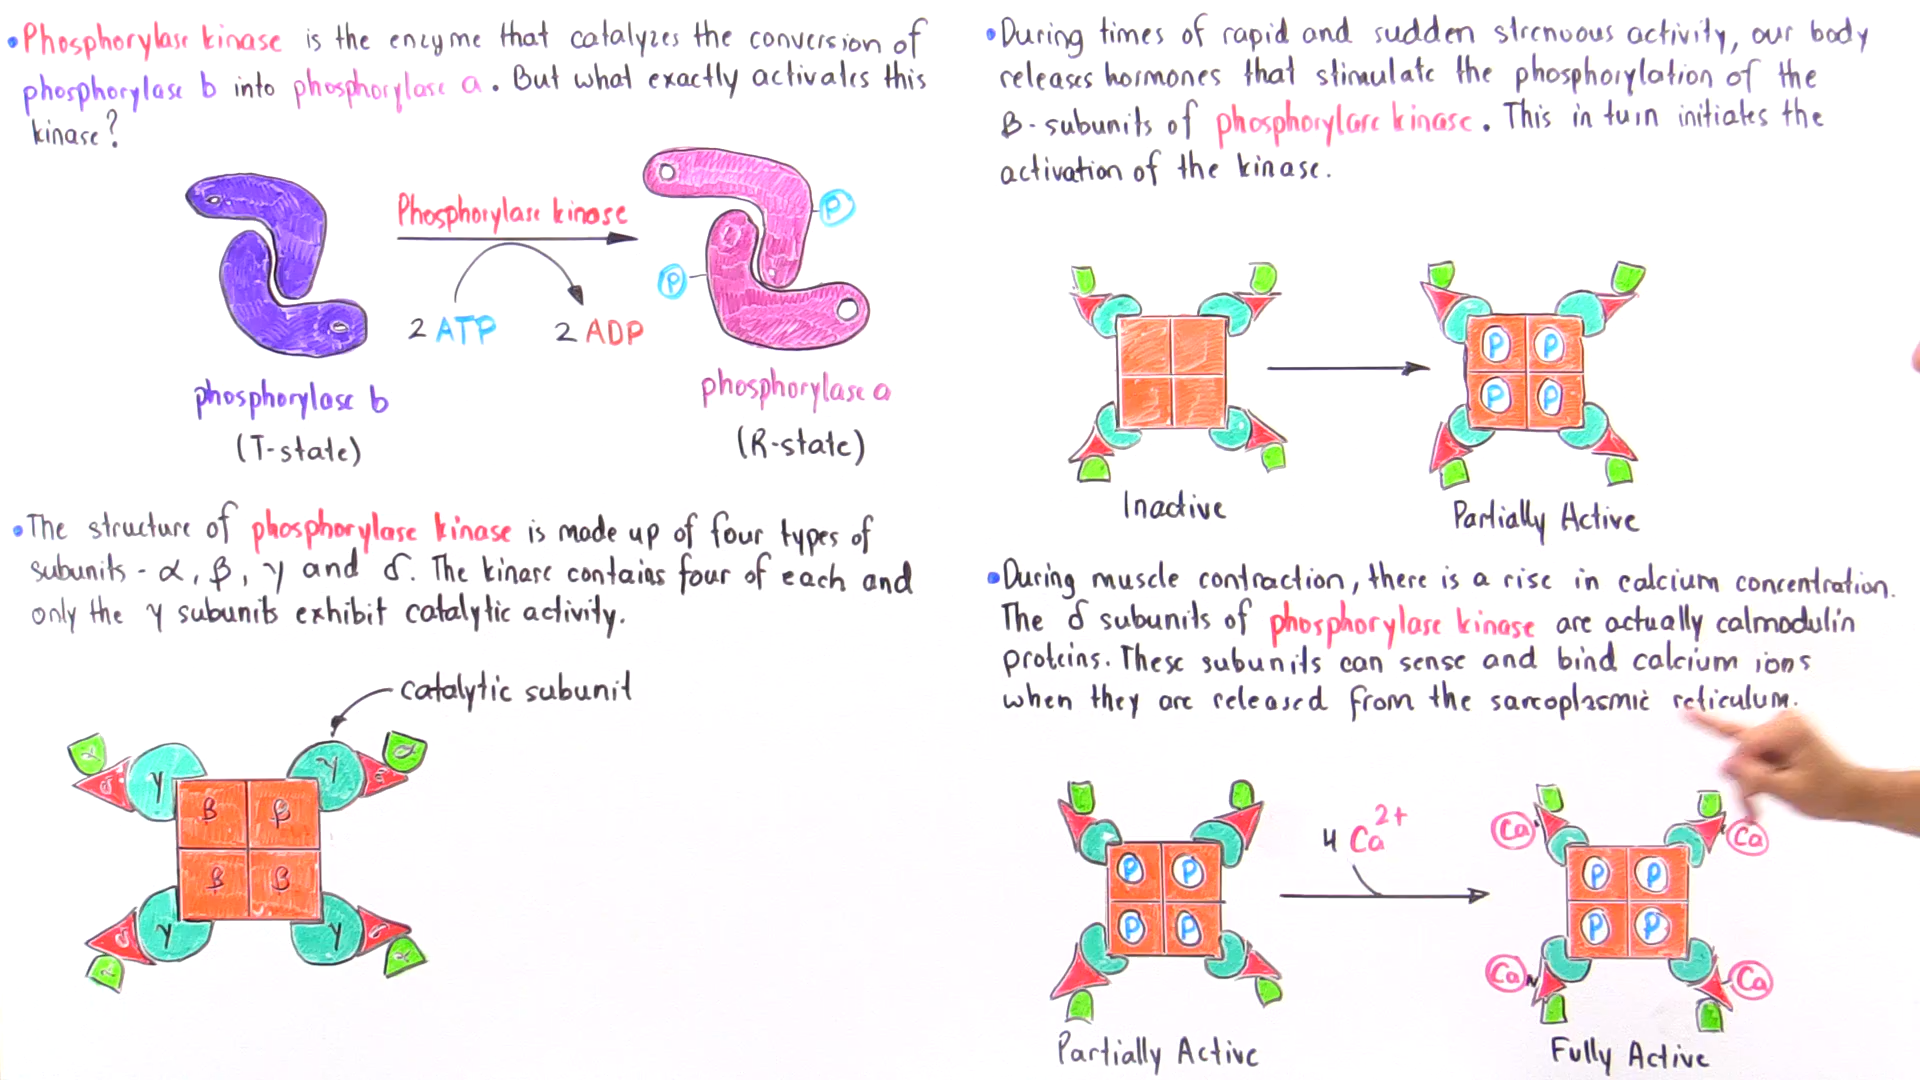 •Phosphorylase kinase is the enzyme that catalyzes the conversion of
phosphorylase b into phosphorylase a. But what exactly activates this
kinase?
Phosphorylase kinase
P
P
2 ATP 2 ADP
phosphorylase b
phosphorylase a
(T-state)
(R-state)
•The structure of phosphorylase kinase is made up of four types of
subunits - α, β, γ and δ. The kinase contains four of each and
only the γ subunits exhibit catalytic activity.
catalytic subunit
α δ γ γ δ α
β β
β β
α δ γ γ δ α
•During times of rapid and sudden strenuous activity, our body
releases hormones that stimulate the phosphorylation of the
β-subunits of phosphorylase kinase. This in turn initiates the
activation of the kinase.
P P
P P
Inactive
Partially Active
•During muscle contraction, there is a rise in calcium concentration.
The δ subunits of phosphorylase kinase are actually calmodulin
proteins. These subunits can sense and bind calcium ions
when they are released from the sarcoplasmic reticulum.
4 Ca²⁺
P P
P P
Ca Ca
P P
P P
Ca Ca
Partially Active
Fully Active